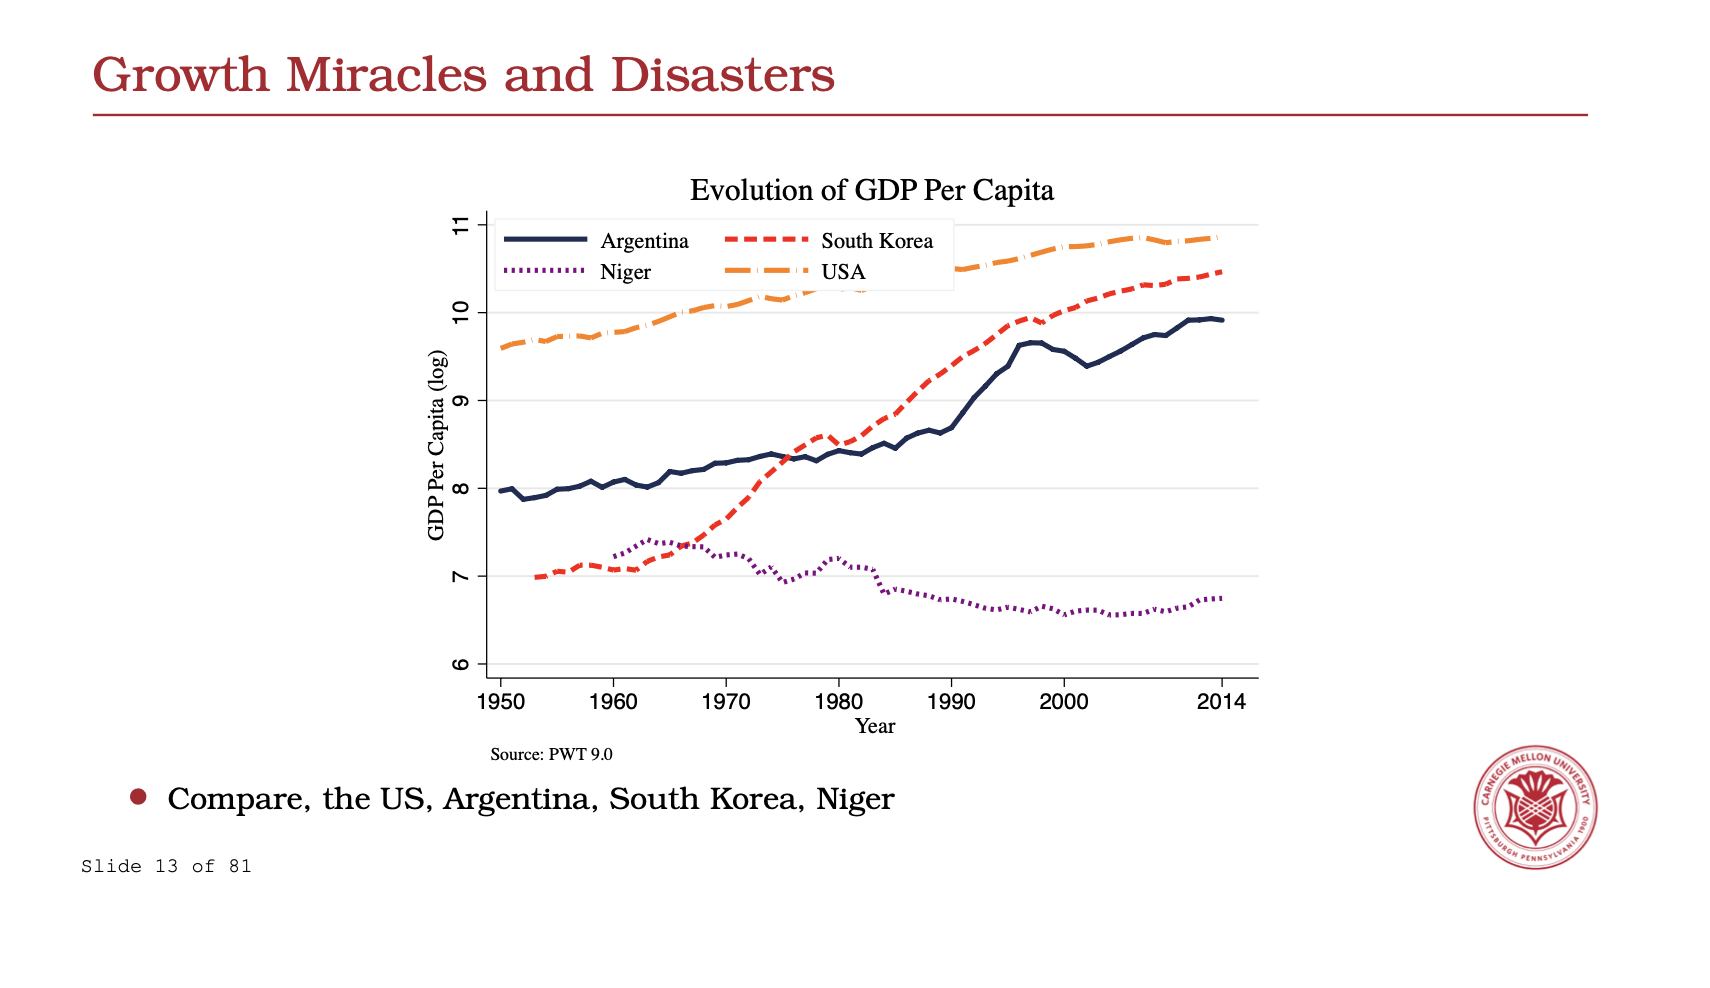 Growth Miracles and Disasters
Evolution of GDP Per Capita
Argentina
South Korea
Niger
USA
GDP Per Capita (log)
11
10
9
8
7
6
1950
1960
1970
1980
1990
2000
2014
Year
Source: PWT 9.0
Compare, the US, Argentina, South Korea, Niger
CARNEGIE MELLON UNIVERSITY
PITTSBURGH PENNSYLVANIA 1900
Slide 13 of 81